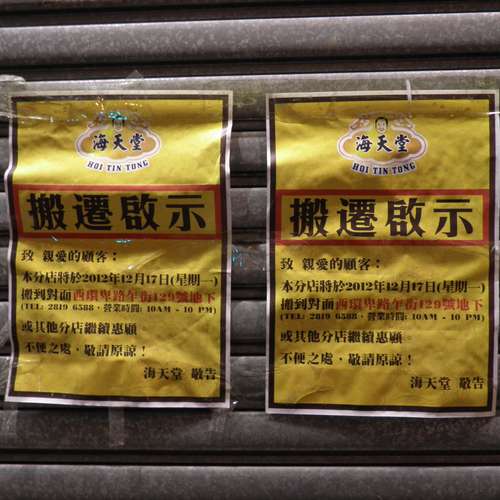 海天堂
HOI TIN TONG
搬遷啟示
致 親愛的顧客：
本分店將於2012年12月17日(星期一)
搬到對面西環卑路乍街129號地下
(TEL: 2819 6588，營業時間: 10AM - 10 PM)
或其他分店繼續惠顧。
不便之處，敬請原諒！
海天堂 敬告
海天堂
HOI TIN TONG
搬遷啟示
致 親愛的顧客：
本分店將於2012年12月17日(星期一)
搬到對面西環卑路乍街129號地下
(TEL: 2819 6588，營業時間: 10AM - 10 PM)
或其他分店繼續惠顧。
不便之處，敬請原諒！
海天堂 敬告